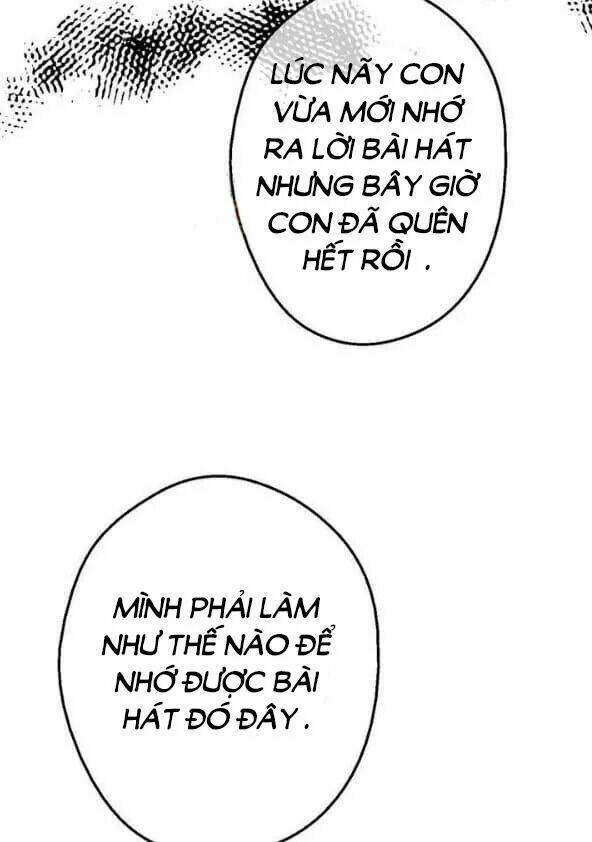 LÚC NÃY CON
VỪA MỚI NHỚ
RA LỜI BÀI HÁT
NHƯNG BÂY GIỜ
CON ĐÃ QUÊN
HẾT RỒI .
MÌNH PHẢI LÀM
NHƯ THẾ NÀO ĐỂ
NHỚ ĐƯỢC BÀI
HÁT ĐÓ ĐÂY .